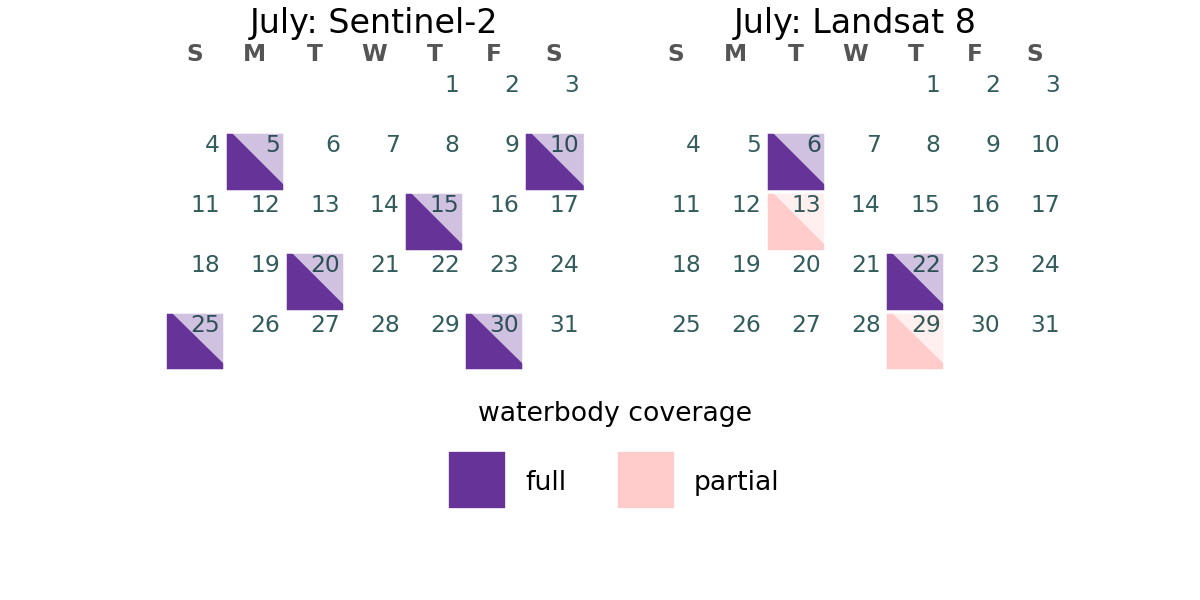 July: Sentinel-2
S M T W T F S
1 2 3
4 5 6 7 8 9 10
11 12 13 14 15 16 17
18 19 20 21 22 23 24
25 26 27 28 29 30 31
July: Landsat 8
S M T W T F S
1 2 3
4 5 6 7 8 9 10
11 12 13 14 15 16 17
18 19 20 21 22 23 24
25 26 27 28 29 30 31
waterbody coverage
full
partial